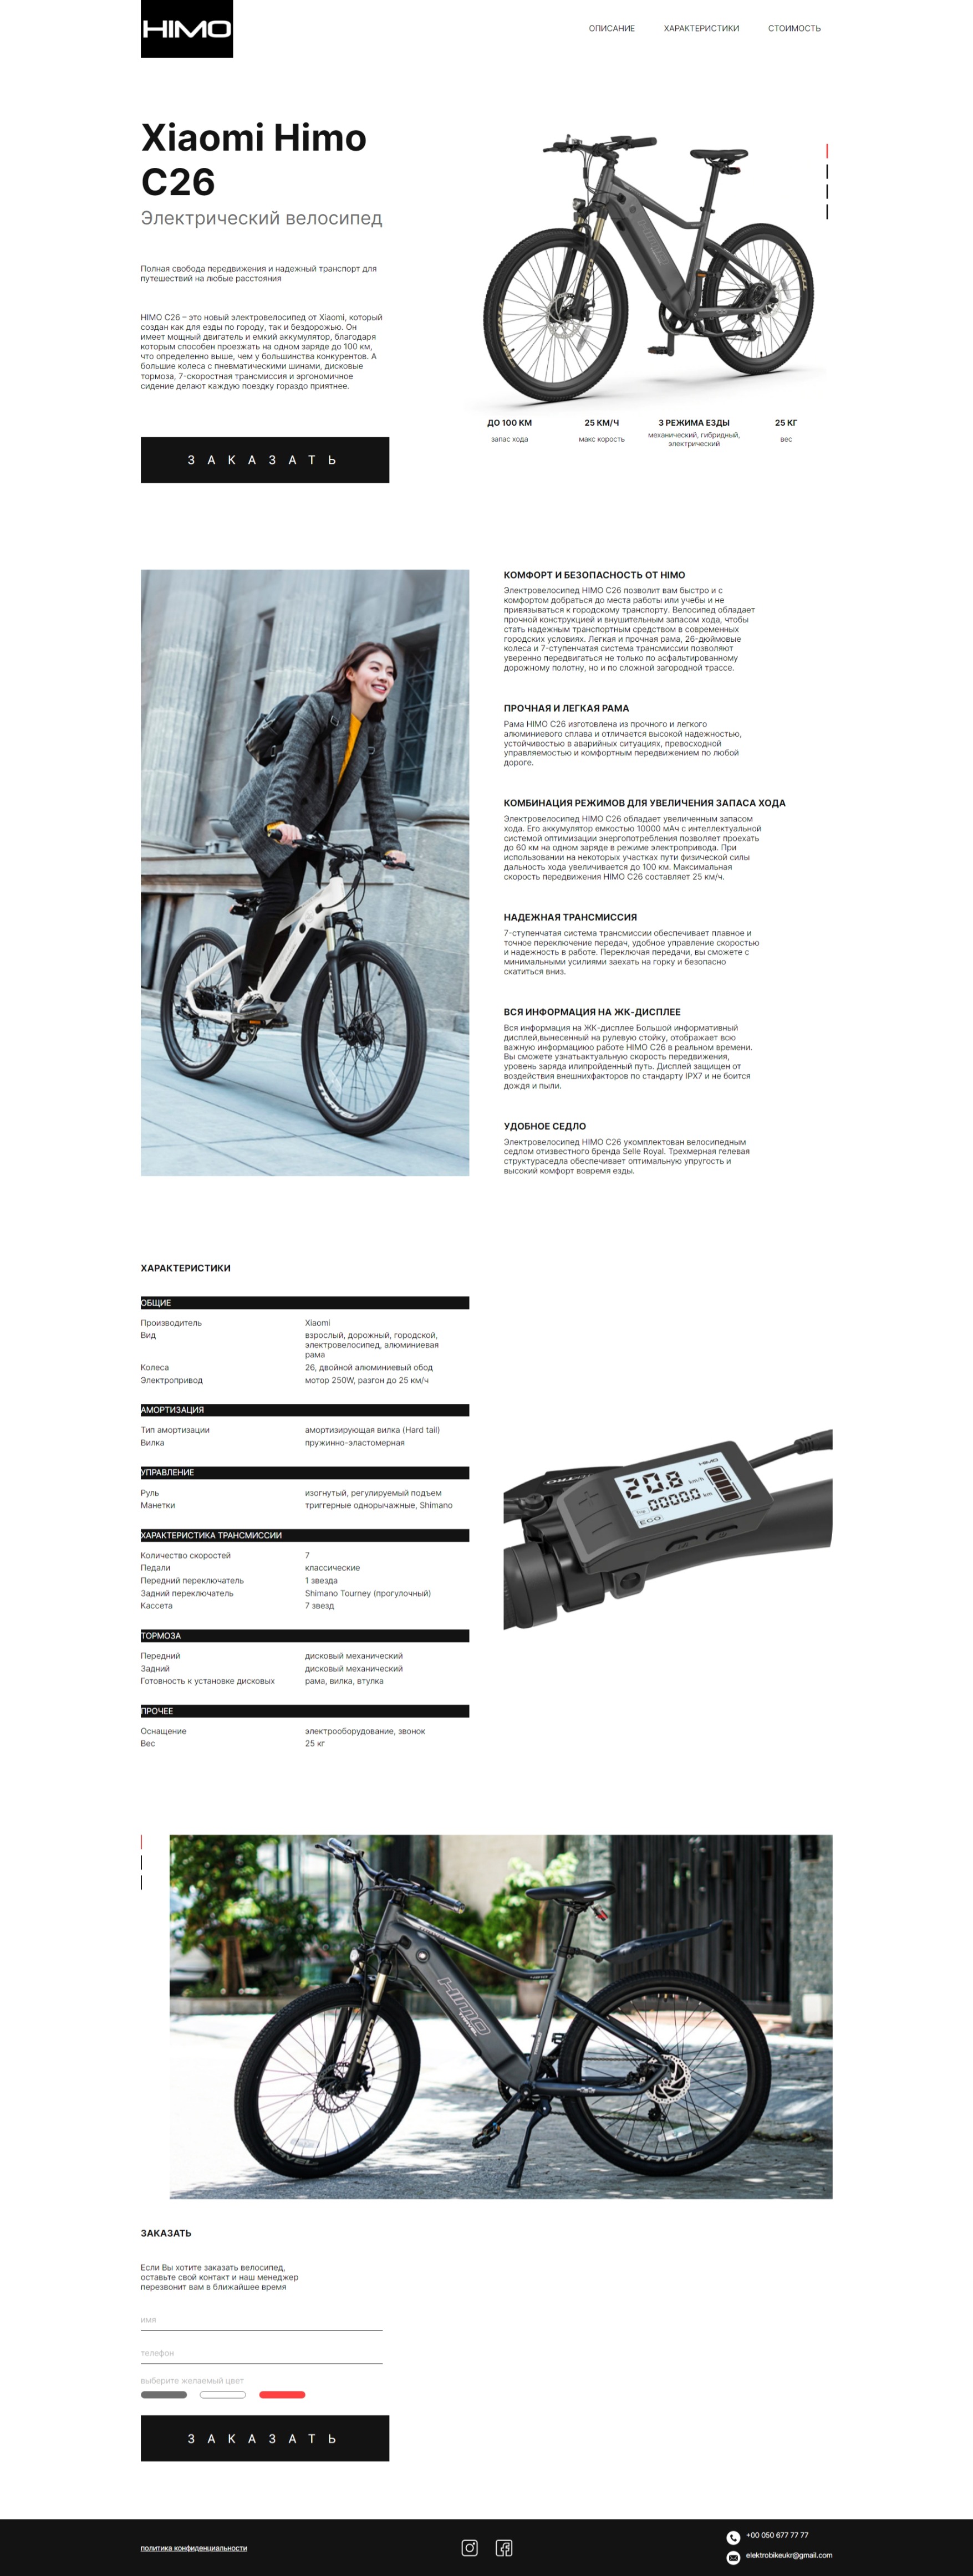 HIMO
ОПИСАНИЕ ХАРАКТЕРИСТИКИ СТОИМОСТЬ
Xiaomi Himo
C26
Электрический велосипед
Полная свобода передвижения и надежный транспорт для
путешествий на любые расстояния
HIMO C26 – это новый электровелосипед от Xiaomi, который
создан как для езды по городу, так и бездорожью. Он
имеет мощный двигатель и емкий аккумулятор, благодаря
которым способен проезжать на одном заряде до 100 км,
что определенно выше, чем у большинства конкурентов. А
большие колеса с пневматическими шинами, дисковые
тормоза, 7-скоростная трансмиссия и эргономичное
сидение делают каждую поездку гораздо приятнее.
ЗАКАЗАТЬ
ДО 100 КМ 25 КМ/Ч 3 РЕЖИМА ЕЗДЫ 25 КГ
запас хода макс корость механический, гибридный, вес
электрический
КОМФОРТ И БЕЗОПАСНОСТЬ ОТ HIMO
Электровелосипед HIMO C26 позволит вам быстро и с
комфортом добраться до места работы или учебы и не
привязываться к городскому транспорту. Велосипед обладает
прочной конструкцией и внушительным запасом хода, чтобы
стать надежным транспортным средством в современных
городских условиях. Легкая и прочная рама, 26-дюймовые
колеса и 7-ступенчатая система трансмиссии позволяют
уверенно передвигаться не только по асфальтированному
дорожному полотну, но и по сложной загородной трассе.
ПРОЧНАЯ И ЛЕГКАЯ РАМА
Рама HIMO C26 изготовлена из прочного и легкого
алюминиевого сплава и отличается высокой надежностью,
устойчивостью в аварийных ситуациях, превосходной
управляемостью и комфортным передвижением по любой
дороге.
КОМБИНАЦИЯ РЕЖИМОВ ДЛЯ УВЕЛИЧЕНИЯ ЗАПАСА ХОДА
Электровелосипед HIMO C26 обладает увеличенным запасом
хода. Его аккумулятор емкостью 10000 мАч с интеллектуальной
системой оптимизации энергопотребления позволяет проехать
до 60 км на одном заряде в режиме электропривода. При
использовании на некоторых участках пути физической силы
дальность хода увеличивается до 100 км. Максимальная
скорость передвижения HIMO C26 составляет 25 км/ч.
НАДЕЖНАЯ ТРАНСМИССИЯ
7-ступенчатая система трансмиссии обеспечивает плавное и
точное переключение передач, удобное управление скоростью
и надежность в работе. Переключая передачи, вы сможете с
минимальными усилиями заехать на горку и безопасно
скатиться вниз.
ВСЯ ИНФОРМАЦИЯ НА ЖК-ДИСПЛЕЕ
Вся информация на ЖК-дисплее Большой информативный
дисплей,вынесенный на рулевую стойку, отображает всю
важную информациюо работе HIMO C26 в реальном времени.
Вы сможете узнатьактуальную скорость передвижения,
уровень заряда илипройденный путь. Дисплей защищен от
воздействия внешнихфакторов по стандарту IPX7 и не боится
дождя и пыли.
УДОБНОЕ СЕДЛО
Электровелосипед HIMO C26 укомплектован велосипедным
седлом отизвестного бренда Selle Royal. Трехмерная гелевая
структураседла обеспечивает оптимальную упругость и
высокий комфорт вовремя езды.
TRAVEL
ХАРАКТЕРИСТИКИ
ОБЩИЕ
Производитель Xiaomi
Вид взрослый, дорожный, городской,
электровелосипед, алюминиевая
рама
Колеса 26, двойной алюминиевый обод
Электропривод мотор 250W, разгон до 25 км/ч
АМОРТИЗАЦИЯ
Тип амортизации амортизирующая вилка (Hard tail)
Вилка пружинно-эластомерная
УПРАВЛЕНИЕ
Руль изогнутый, регулируемый подъем
Манетки триггерные однорычажные, Shimano
ХАРАКТЕРИСТИКА ТРАНСМИССИИ
Количество скоростей 7
Педали классические
Передний переключатель 1 звезда
Задний переключатель Shimano Tourney (прогулочный)
Кассета 7 звезд
ТОРМОЗА
Передний дисковый механический
Задний дисковый механический
Готовность к установке дисковых рама, вилка, втулка
ПРОЧЕЕ
Оснащение электрооборудование, звонок
Вес 25 кг
HIMO
20.8 km/h
Trip 0000.0 km
ECO
HIMO
TRAVEL
TRAVEL
ЗАКАЗАТЬ
Если Вы хотите заказать велосипед,
оставьте свой контакт и наш менеджер
перезвонит вам в ближайшее время
имя
телефон
выберите желаемый цвет
ЗАКАЗАТЬ
политика конфиденциальности
+00 050 677 77 77
elektrobikeukr@gmail.com